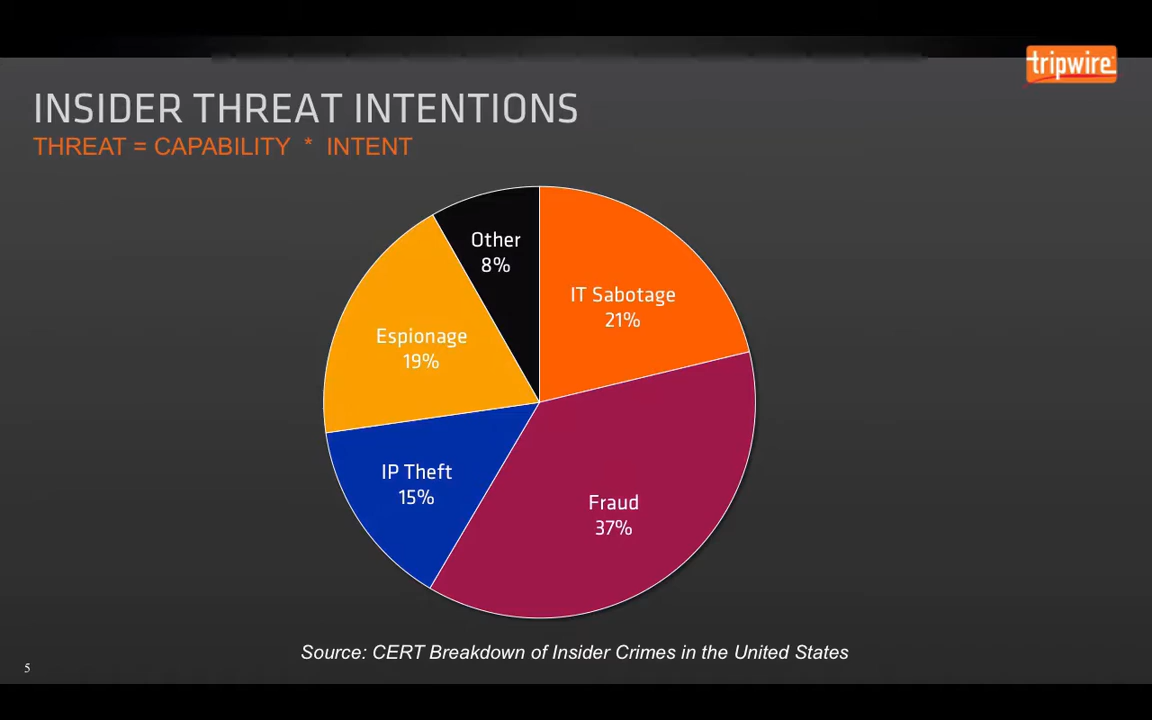 tripwire
INSIDER THREAT INTENTIONS
THREAT = CAPABILITY * INTENT
Other
8%
IT Sabotage
21%
Espionage
19%
IP Theft
15%
Fraud
37%
Source: CERT Breakdown of Insider Crimes in the United States
5